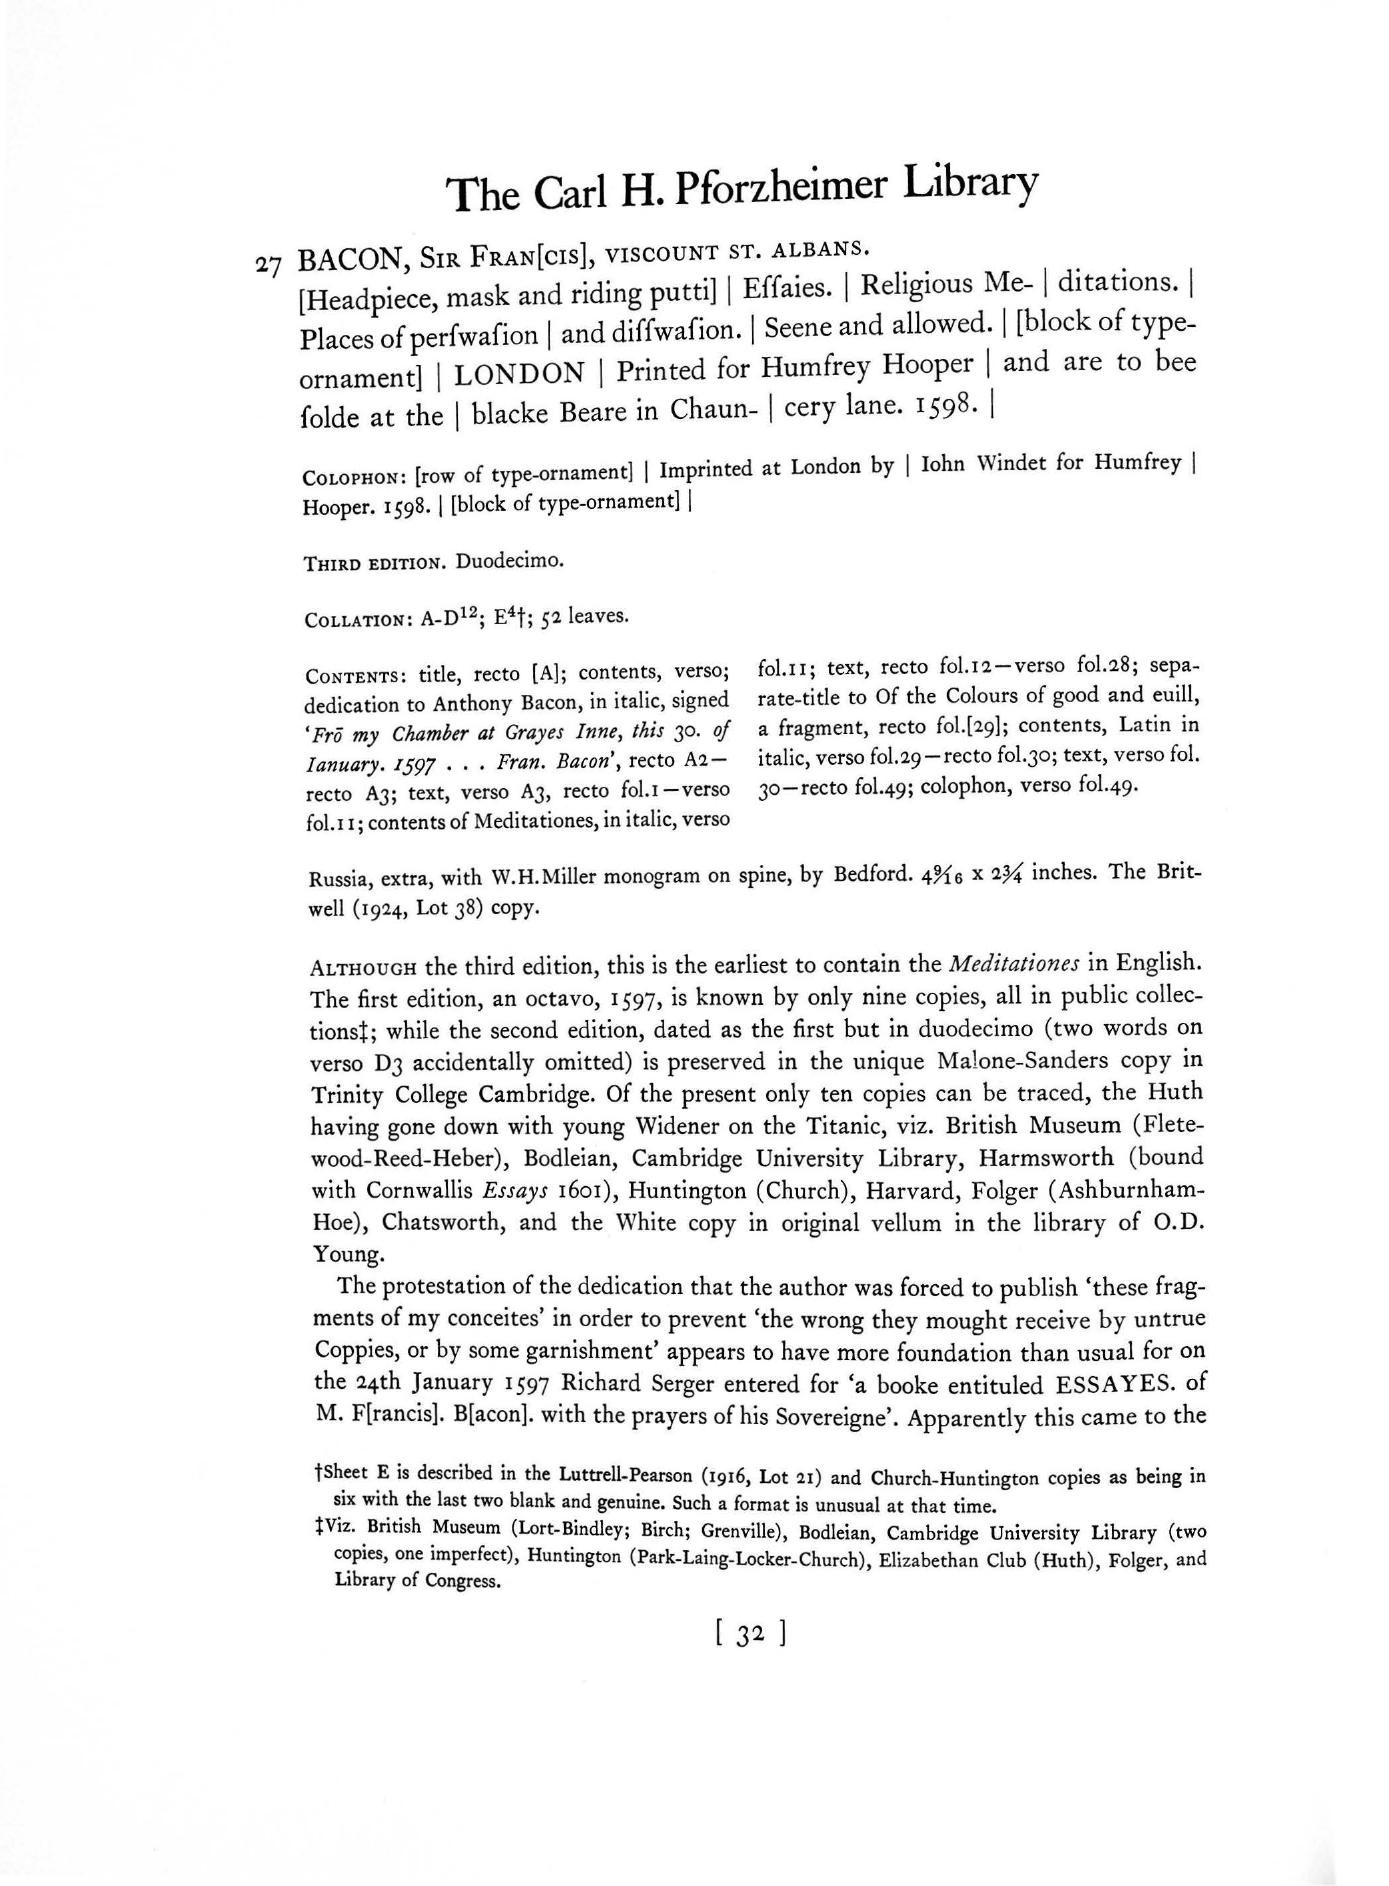 The Carl H. Pforzheimer Library
27 BACON, SIR FRAN[CIS], VISCOUNT ST. ALBANS.
[Headpiece, mask and riding putti] | Eſſaies. | Religious Me- | ditations. |
Places of perſwaſion | and diſſwaſion. | Seene and allowed. | [block of type-
ornament] | LONDON | Printed for Humfrey Hooper | and are to bee
ſolde at the | blacke Beare in Chaun- | cery lane. 1598. |
COLOPHON: [row of type-ornament] | Imprinted at London by | Iohn Windet for Humfrey |
Hooper. 1598. | [block of type-ornament] |
THIRD EDITION. Duodecimo.
COLLATION: A-D¹²; E⁴†; 52 leaves.
CONTENTS: title, recto [A]; contents, verso;
dedication to Anthony Bacon, in italic, signed
‘Frō my Chamber at Grayes Inne, this 30. of
Ianuary. 1597 . . . Fran. Bacon’, recto A2—
recto A3; text, verso A3, recto fol.1—verso
fol.11; contents of Meditationes, in italic, verso
fol.11; text, recto fol.12—verso fol.28; sepa-
rate-title to Of the Colours of good and euill,
a fragment, recto fol.[29]; contents, Latin in
italic, verso fol.29—recto fol.30; text, verso fol.
30—recto fol.49; colophon, verso fol.49.
Russia, extra, with W.H.Miller monogram on spine, by Bedford. 4⁹⁄₁₆ x 2¾ inches. The Brit-
well (1924, Lot 38) copy.
ALTHOUGH the third edition, this is the earliest to contain the Meditationes in English.
The first edition, an octavo, 1597, is known by only nine copies, all in public collec-
tions‡; while the second edition, dated as the first but in duodecimo (two words on
verso D3 accidentally omitted) is preserved in the unique Malone-Sanders copy in
Trinity College Cambridge. Of the present only ten copies can be traced, the Huth
having gone down with young Widener on the Titanic, viz. British Museum (Flete-
wood-Reed-Heber), Bodleian, Cambridge University Library, Harmsworth (bound
with Cornwallis Essays 1601), Huntington (Church), Harvard, Folger (Ashburnham-
Hoe), Chatsworth, and the White copy in original vellum in the library of O.D.
Young.
The protestation of the dedication that the author was forced to publish ‘these frag-
ments of my conceites’ in order to prevent ‘the wrong they mought receive by untrue
Coppies, or by some garnishment’ appears to have more foundation than usual for on
the 24th January 1597 Richard Serger entered for ‘a booke entituled ESSAYES. of
M. F[rancis]. B[acon]. with the prayers of his Sovereigne’. Apparently this came to the
†Sheet E is described in the Luttrell-Pearson (1916, Lot 21) and Church-Huntington copies as being in
six with the last two blank and genuine. Such a format is unusual at that time.
‡Viz. British Museum (Lort-Bindley; Birch; Grenville), Bodleian, Cambridge University Library (two
copies, one imperfect), Huntington (Park-Laing-Locker-Church), Elizabethan Club (Huth), Folger, and
Library of Congress.
[ 32 ]